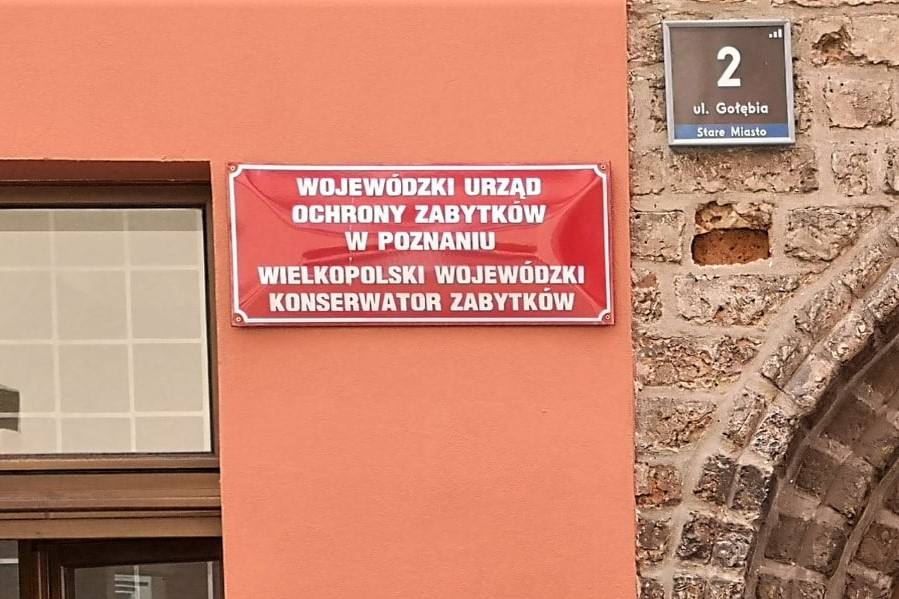 WOJEWÓDZKI URZĄD
OCHRONY ZABYTKÓW
W POZNANIU
WIELKOPOLSKI WOJEWÓDZKI
KONSERWATOR ZABYTKÓW
2
ul. Gołębia
Stare Miasto